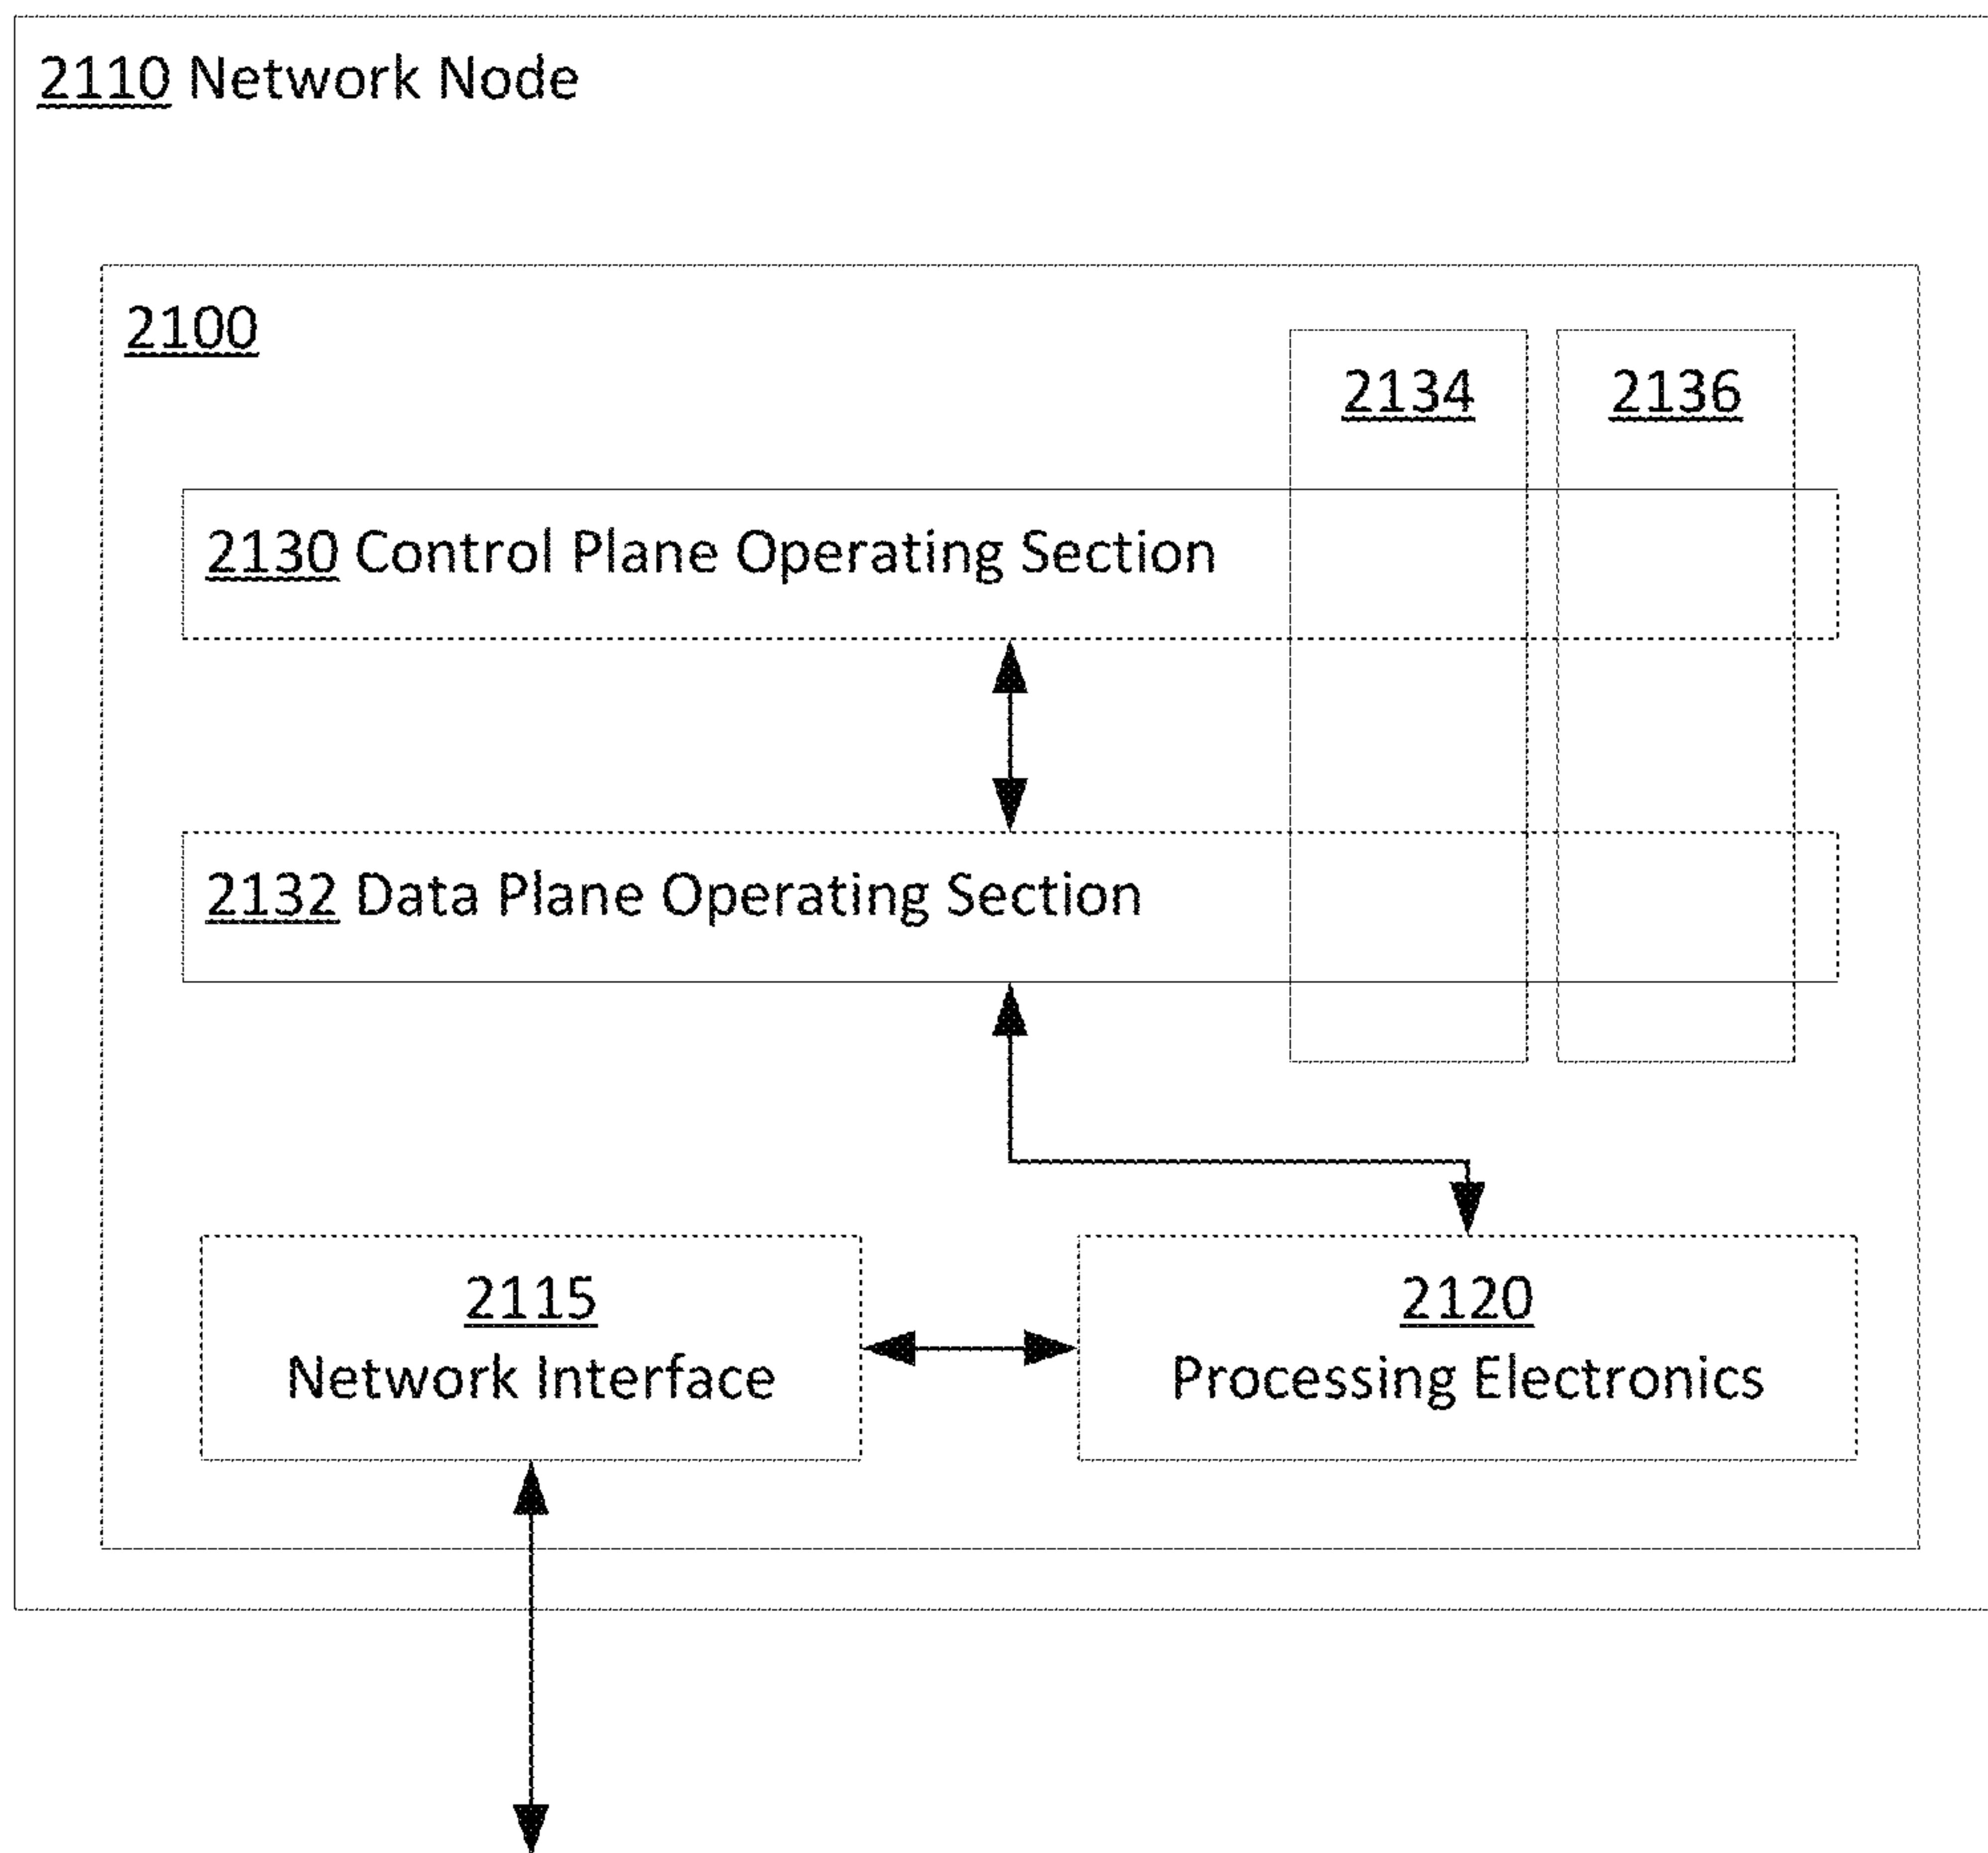 2110 Network Node
2100
2134
2136
2130 Control Plane Operating Section
2132 Data Plane Operating Section
2115
Network Interface
2120
Processing Electronics